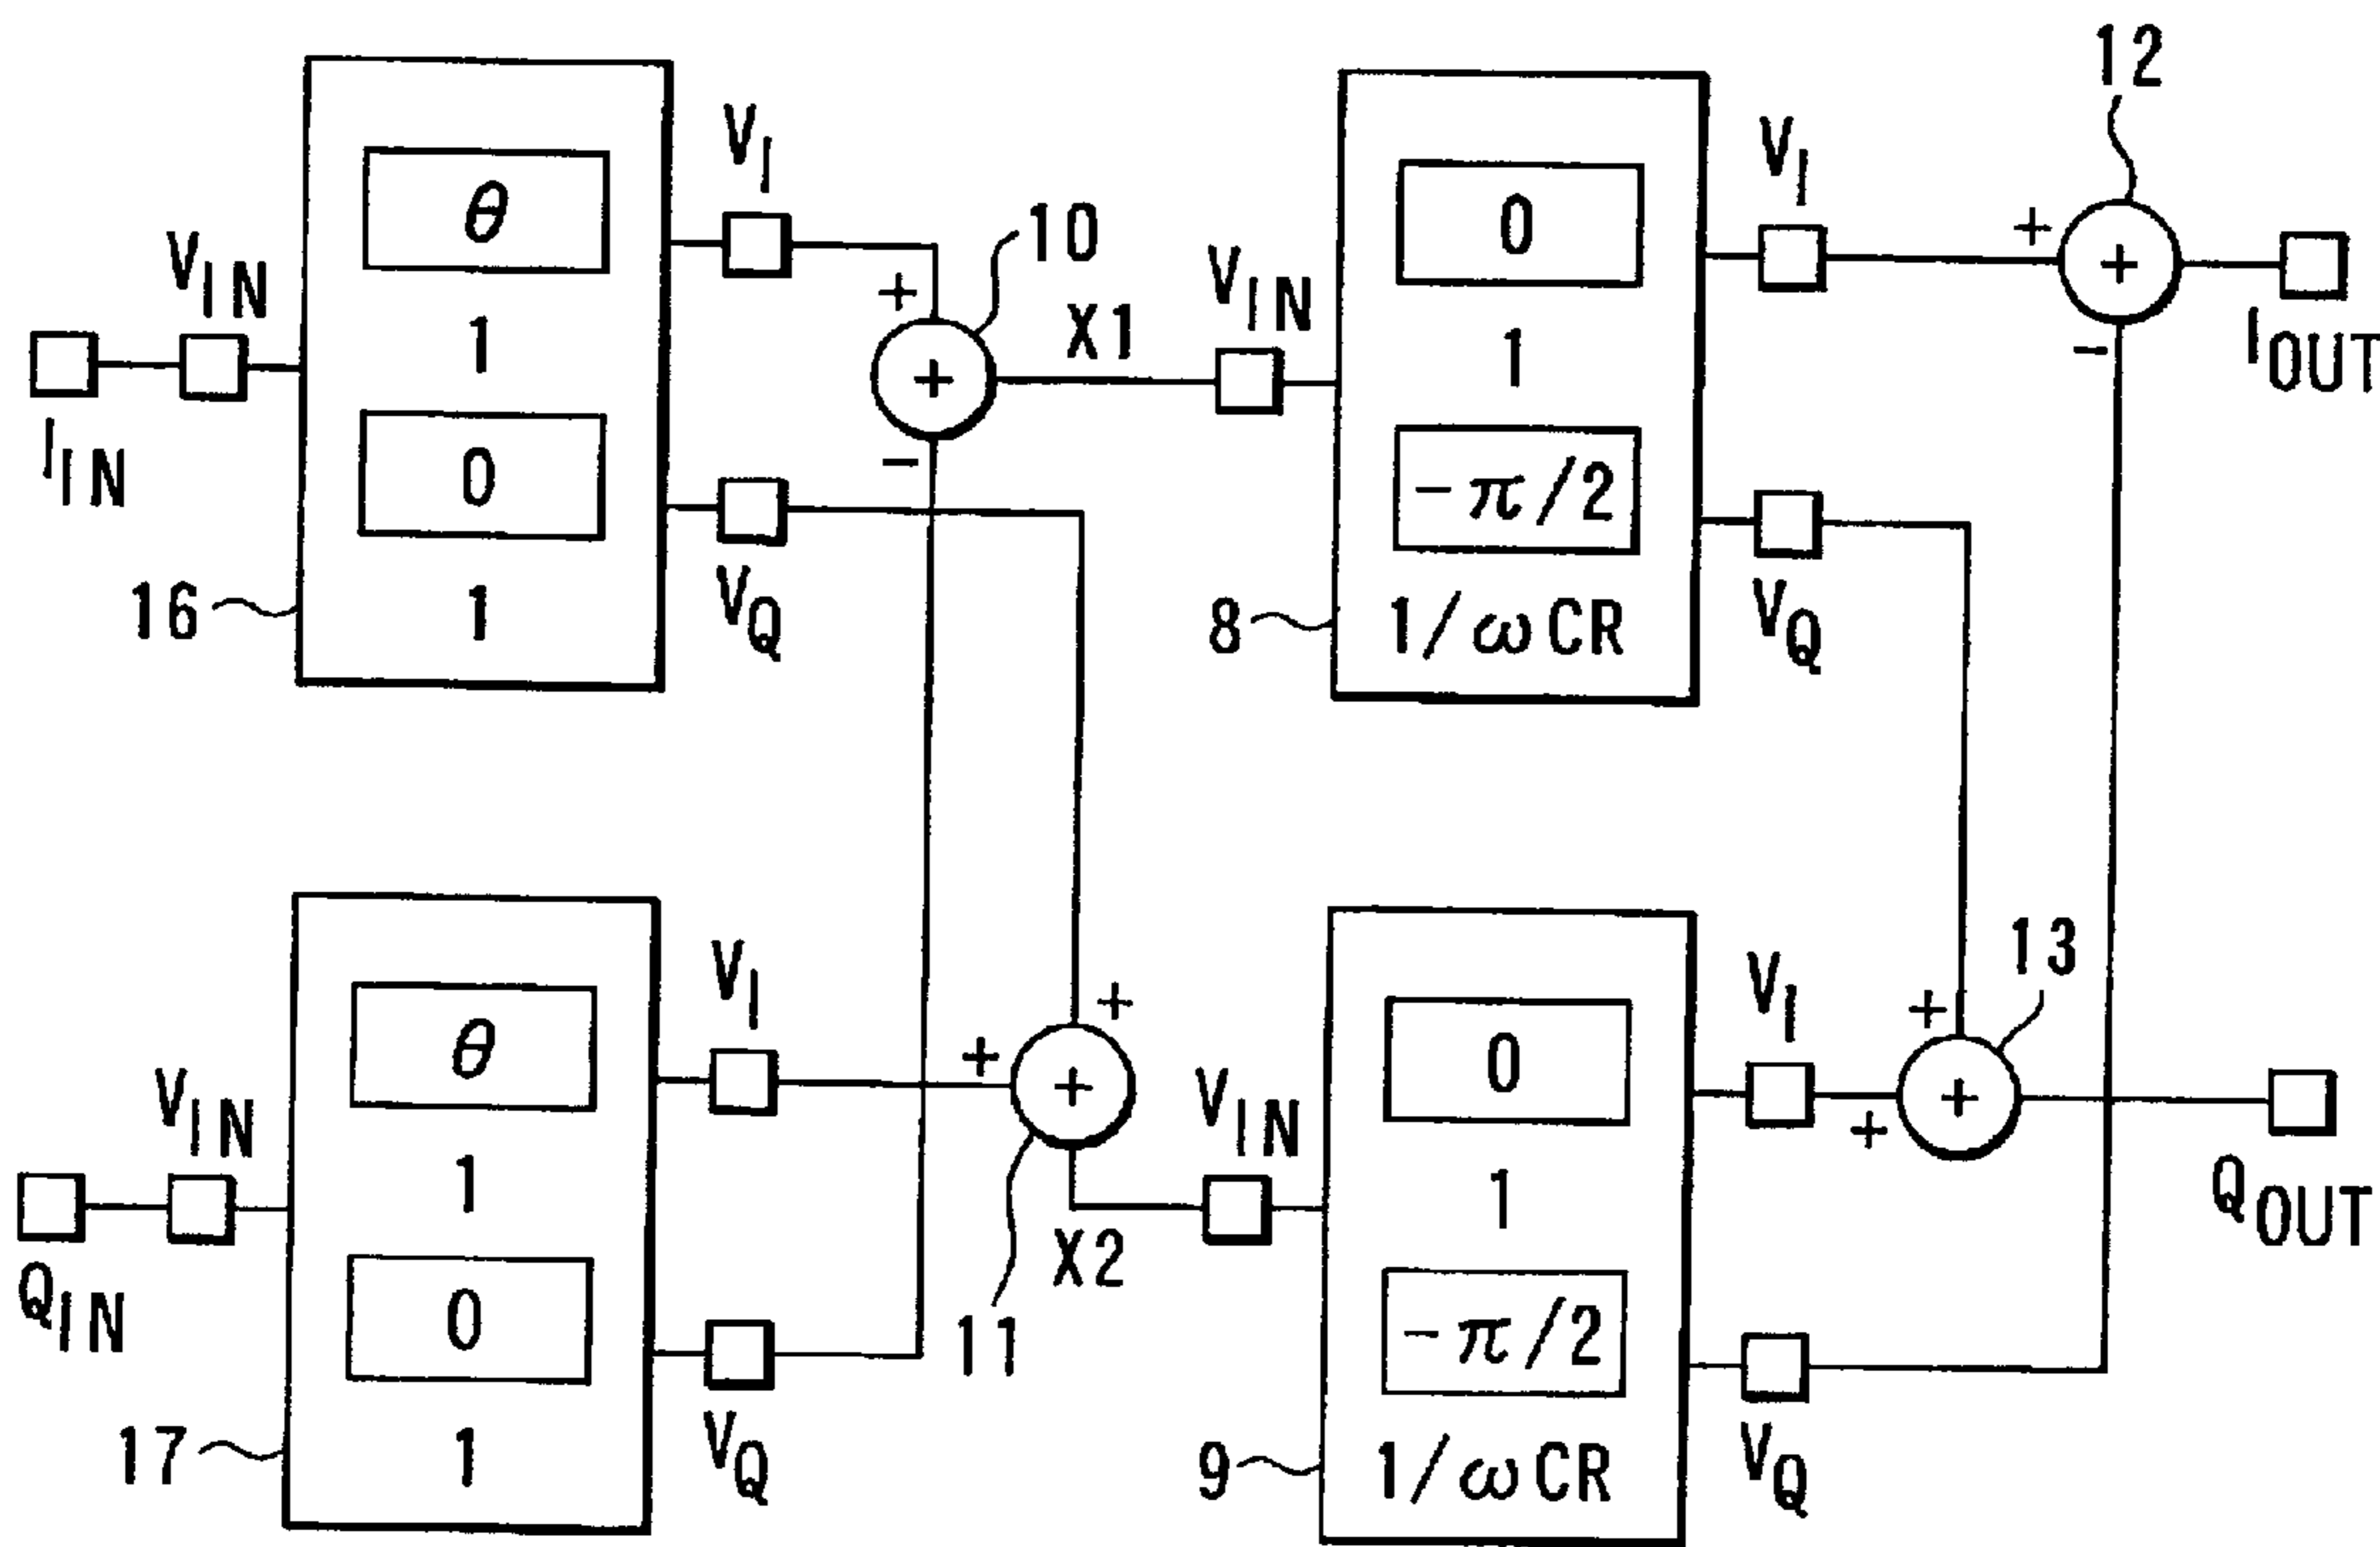 12
V_I
V_I
θ
0
10
+
+
V_IN
V_IN
X1
+
+
1
1
-
I_OUT
I_IN
0
-
-π/2
V_Q
V_Q
16
1
8
1/ωCR
V_I
V_I
13
θ
+
0
+
V_IN
+
V_IN
+
+
+
1
1
Q_OUT
X2
Q_IN
0
11
-π/2
V_Q
V_Q
17
1
9
1/ωCR